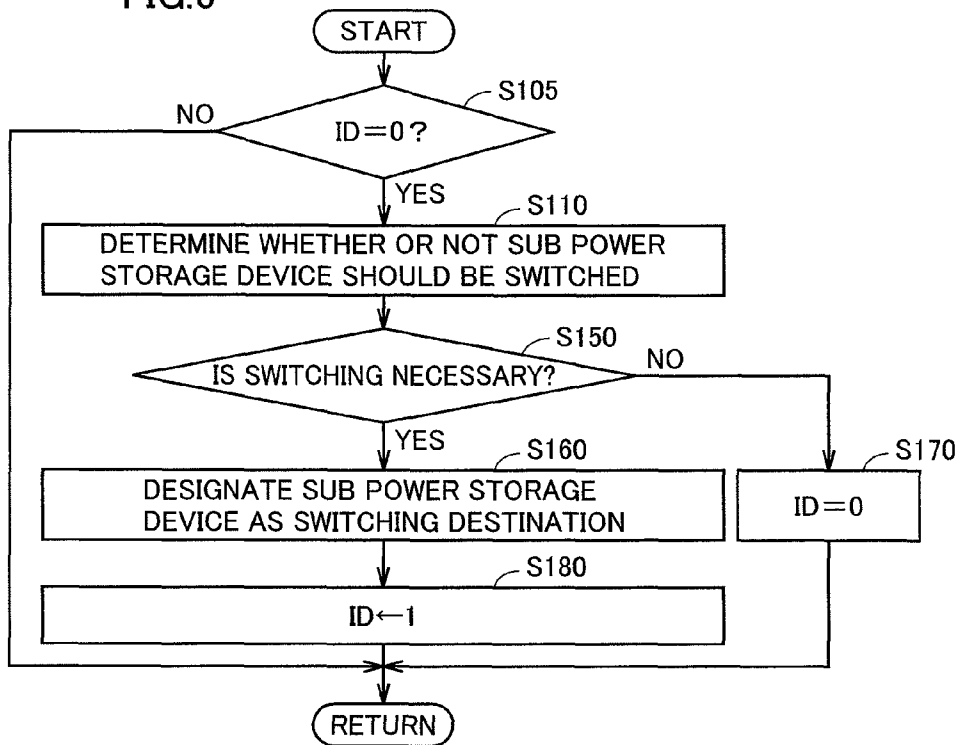 START
S105
NO
ID=0?
YES
S110
DETERMINE WHETHER OR NOT SUB POWER
STORAGE DEVICE SHOULD BE SWITCHED
S150
IS SWITCHING NECESSARY?
NO
YES
S160
S170
DESIGNATE SUB POWER STORAGE
DEVICE AS SWITCHING DESTINATION
ID=0
S180
ID←1
RETURN